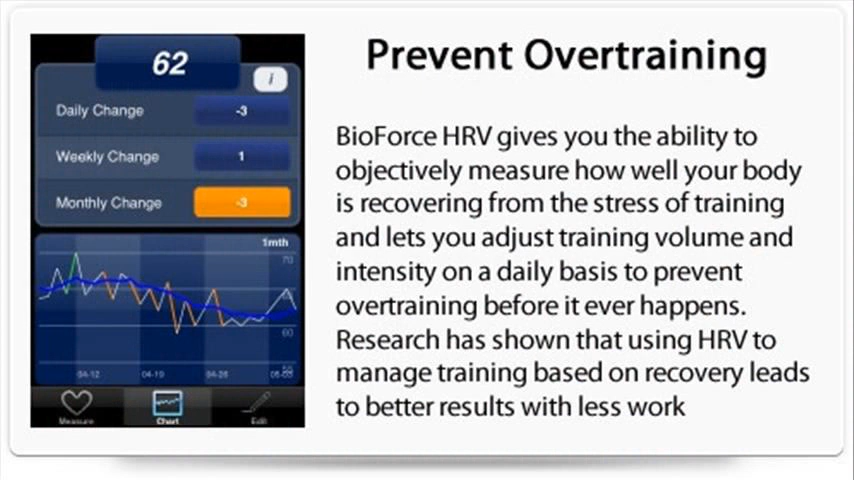 Prevent Overtraining
62
i
Daily Change -3
Weekly Change 1
Monthly Change -3
1mth
70
60
04-12 04-19 04-26
Measure Chart Edit
BioForce HRV gives you the ability to
objectively measure how well your body
is recovering from the stress of training
and lets you adjust training volume and
intensity on a daily basis to prevent
overtraining before it ever happens.
Research has shown that using HRV to
manage training based on recovery leads
to better results with less work